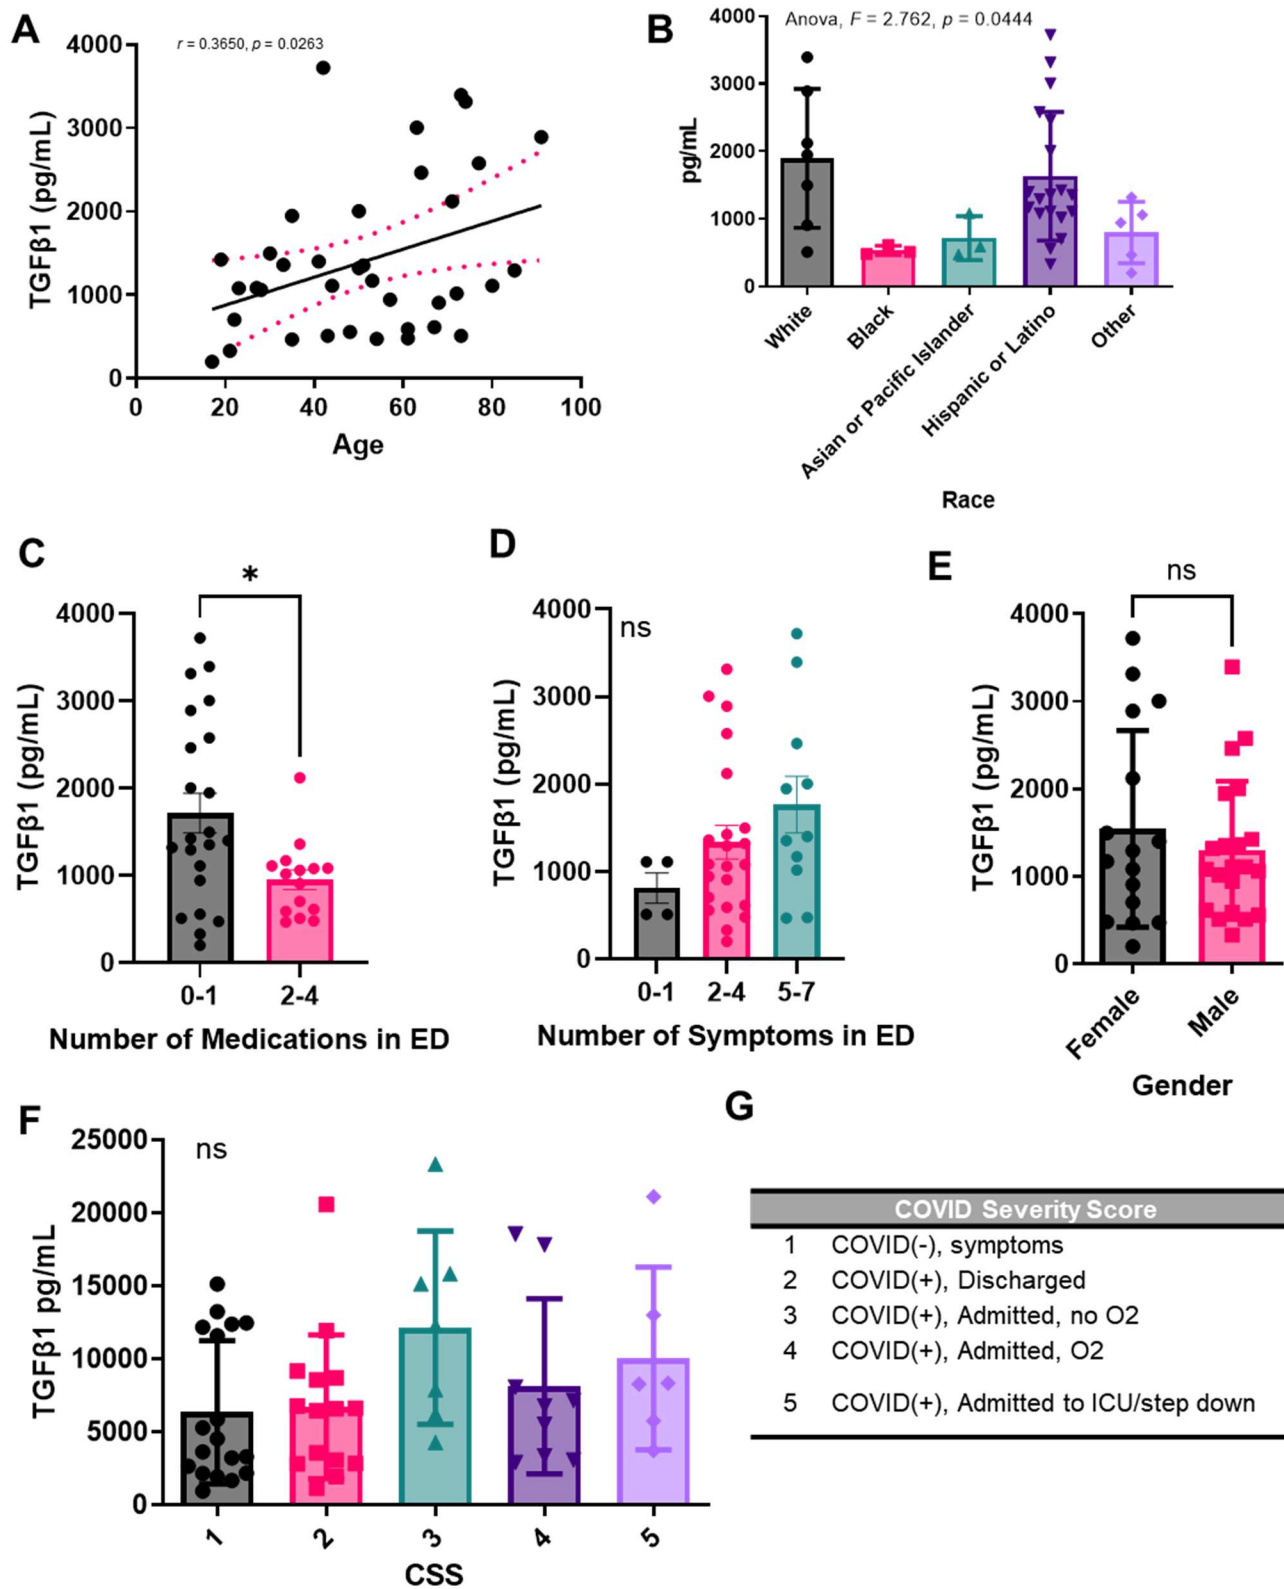 A
r = 0.3650, p = 0.0263
TGFβ1 (pg/mL)
4000
3000
2000
1000
0
0 20 40 60 80 100
Age
B
Anova, F = 2.762, p = 0.0444
pg/mL
4000
3000
2000
1000
0
White
Black
Asian or Pacific Islander
Hispanic or Latino
Other
Race
C
*
TGFβ1 (pg/mL)
4000
3000
2000
1000
0
0-1 2-4
Number of Medications in ED
D
ns
TGFβ1 (pg/mL)
4000
3000
2000
1000
0
0-1 2-4 5-7
Number of Symptoms in ED
E
ns
TGFβ1 (pg/mL)
4000
3000
2000
1000
0
Female
Male
Gender
F
ns
TGFβ1 pg/mL
25000
20000
15000
10000
5000
0
1 2 3 4 5
CSS
G
COVID Severity Score
1 COVID(-), symptoms
2 COVID(+), Discharged
3 COVID(+), Admitted, no O2
4 COVID(+), Admitted, O2
5 COVID(+), Admitted to ICU/step down